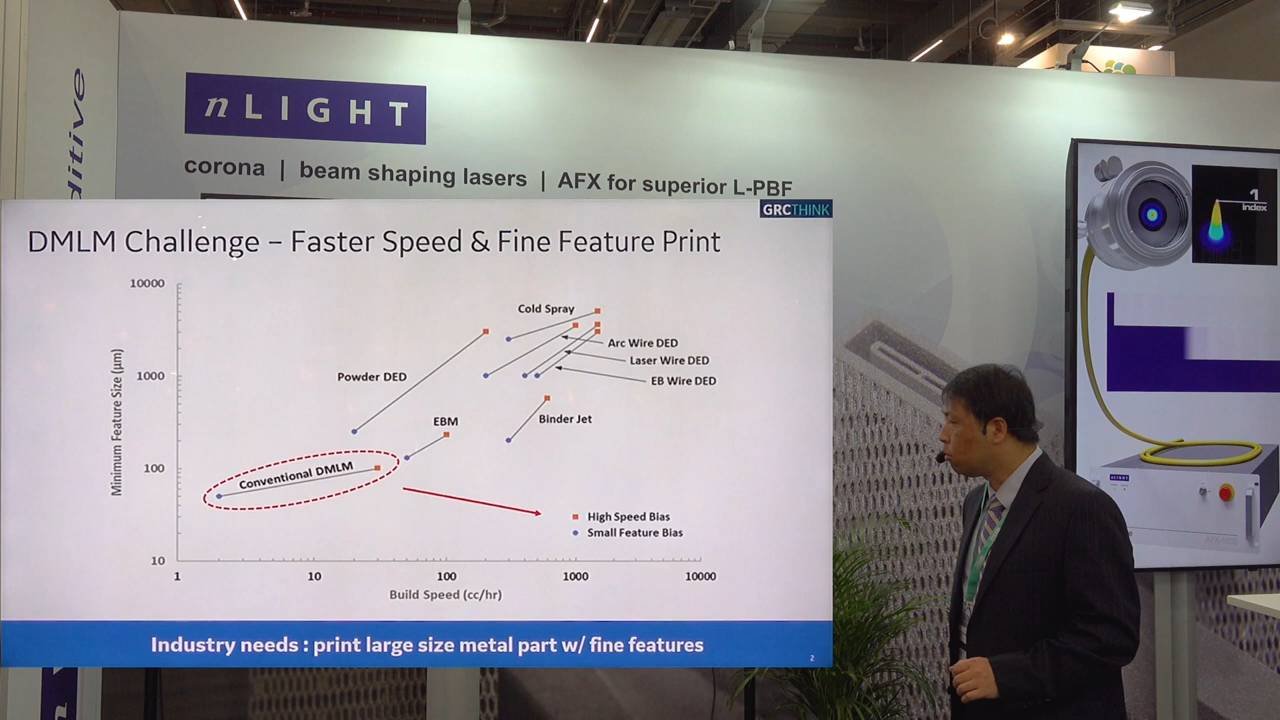 nLIGHT
corona | beam shaping lasers | AFX for superior L-PBF
ditive
GRCTHINK
DMLM Challenge – Faster Speed & Fine Feature Print
Minimum Feature Size (µm)
10000
1000
100
10
1
10
100
1000
10000
Build Speed (cc/hr)
Cold Spray
Arc Wire DED
Laser Wire DED
EB Wire DED
Powder DED
EBM
Binder Jet
Conventional DMLM
High Speed Bias
Small Feature Bias
Industry needs : print large size metal part w/ fine features
2
1
index
nLIGHT